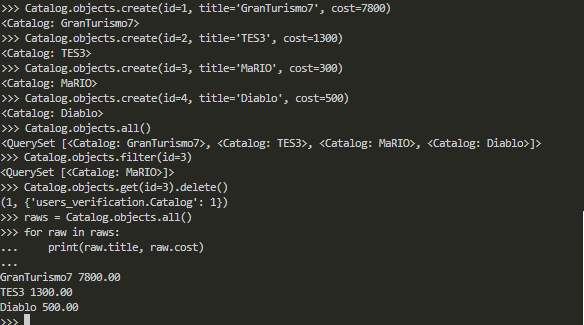 >>> Catalog.objects.create(id=1, title='GranTurismo7', cost=7800)
<Catalog: GranTurismo7>
>>> Catalog.objects.create(id=2, title='TES3', cost=1300)
<Catalog: TES3>
>>> Catalog.objects.create(id=3, title='MaRIO', cost=300)
<Catalog: MaRIO>
>>> Catalog.objects.create(id=4, title='Diablo', cost=500)
<Catalog: Diablo>
>>> Catalog.objects.all()
<QuerySet [<Catalog: GranTurismo7>, <Catalog: TES3>, <Catalog: MaRIO>, <Catalog: Diablo>]>
>>> Catalog.objects.filter(id=3)
<QuerySet [<Catalog: MaRIO>]>
>>> Catalog.objects.get(id=3).delete()
(1, {'users_verification.Catalog': 1})
>>> raws = Catalog.objects.all()
>>> for raw in raws:
...     print(raw.title, raw.cost)
...
GranTurismo7 7800.00
TES3 1300.00
Diablo 500.00
>>>